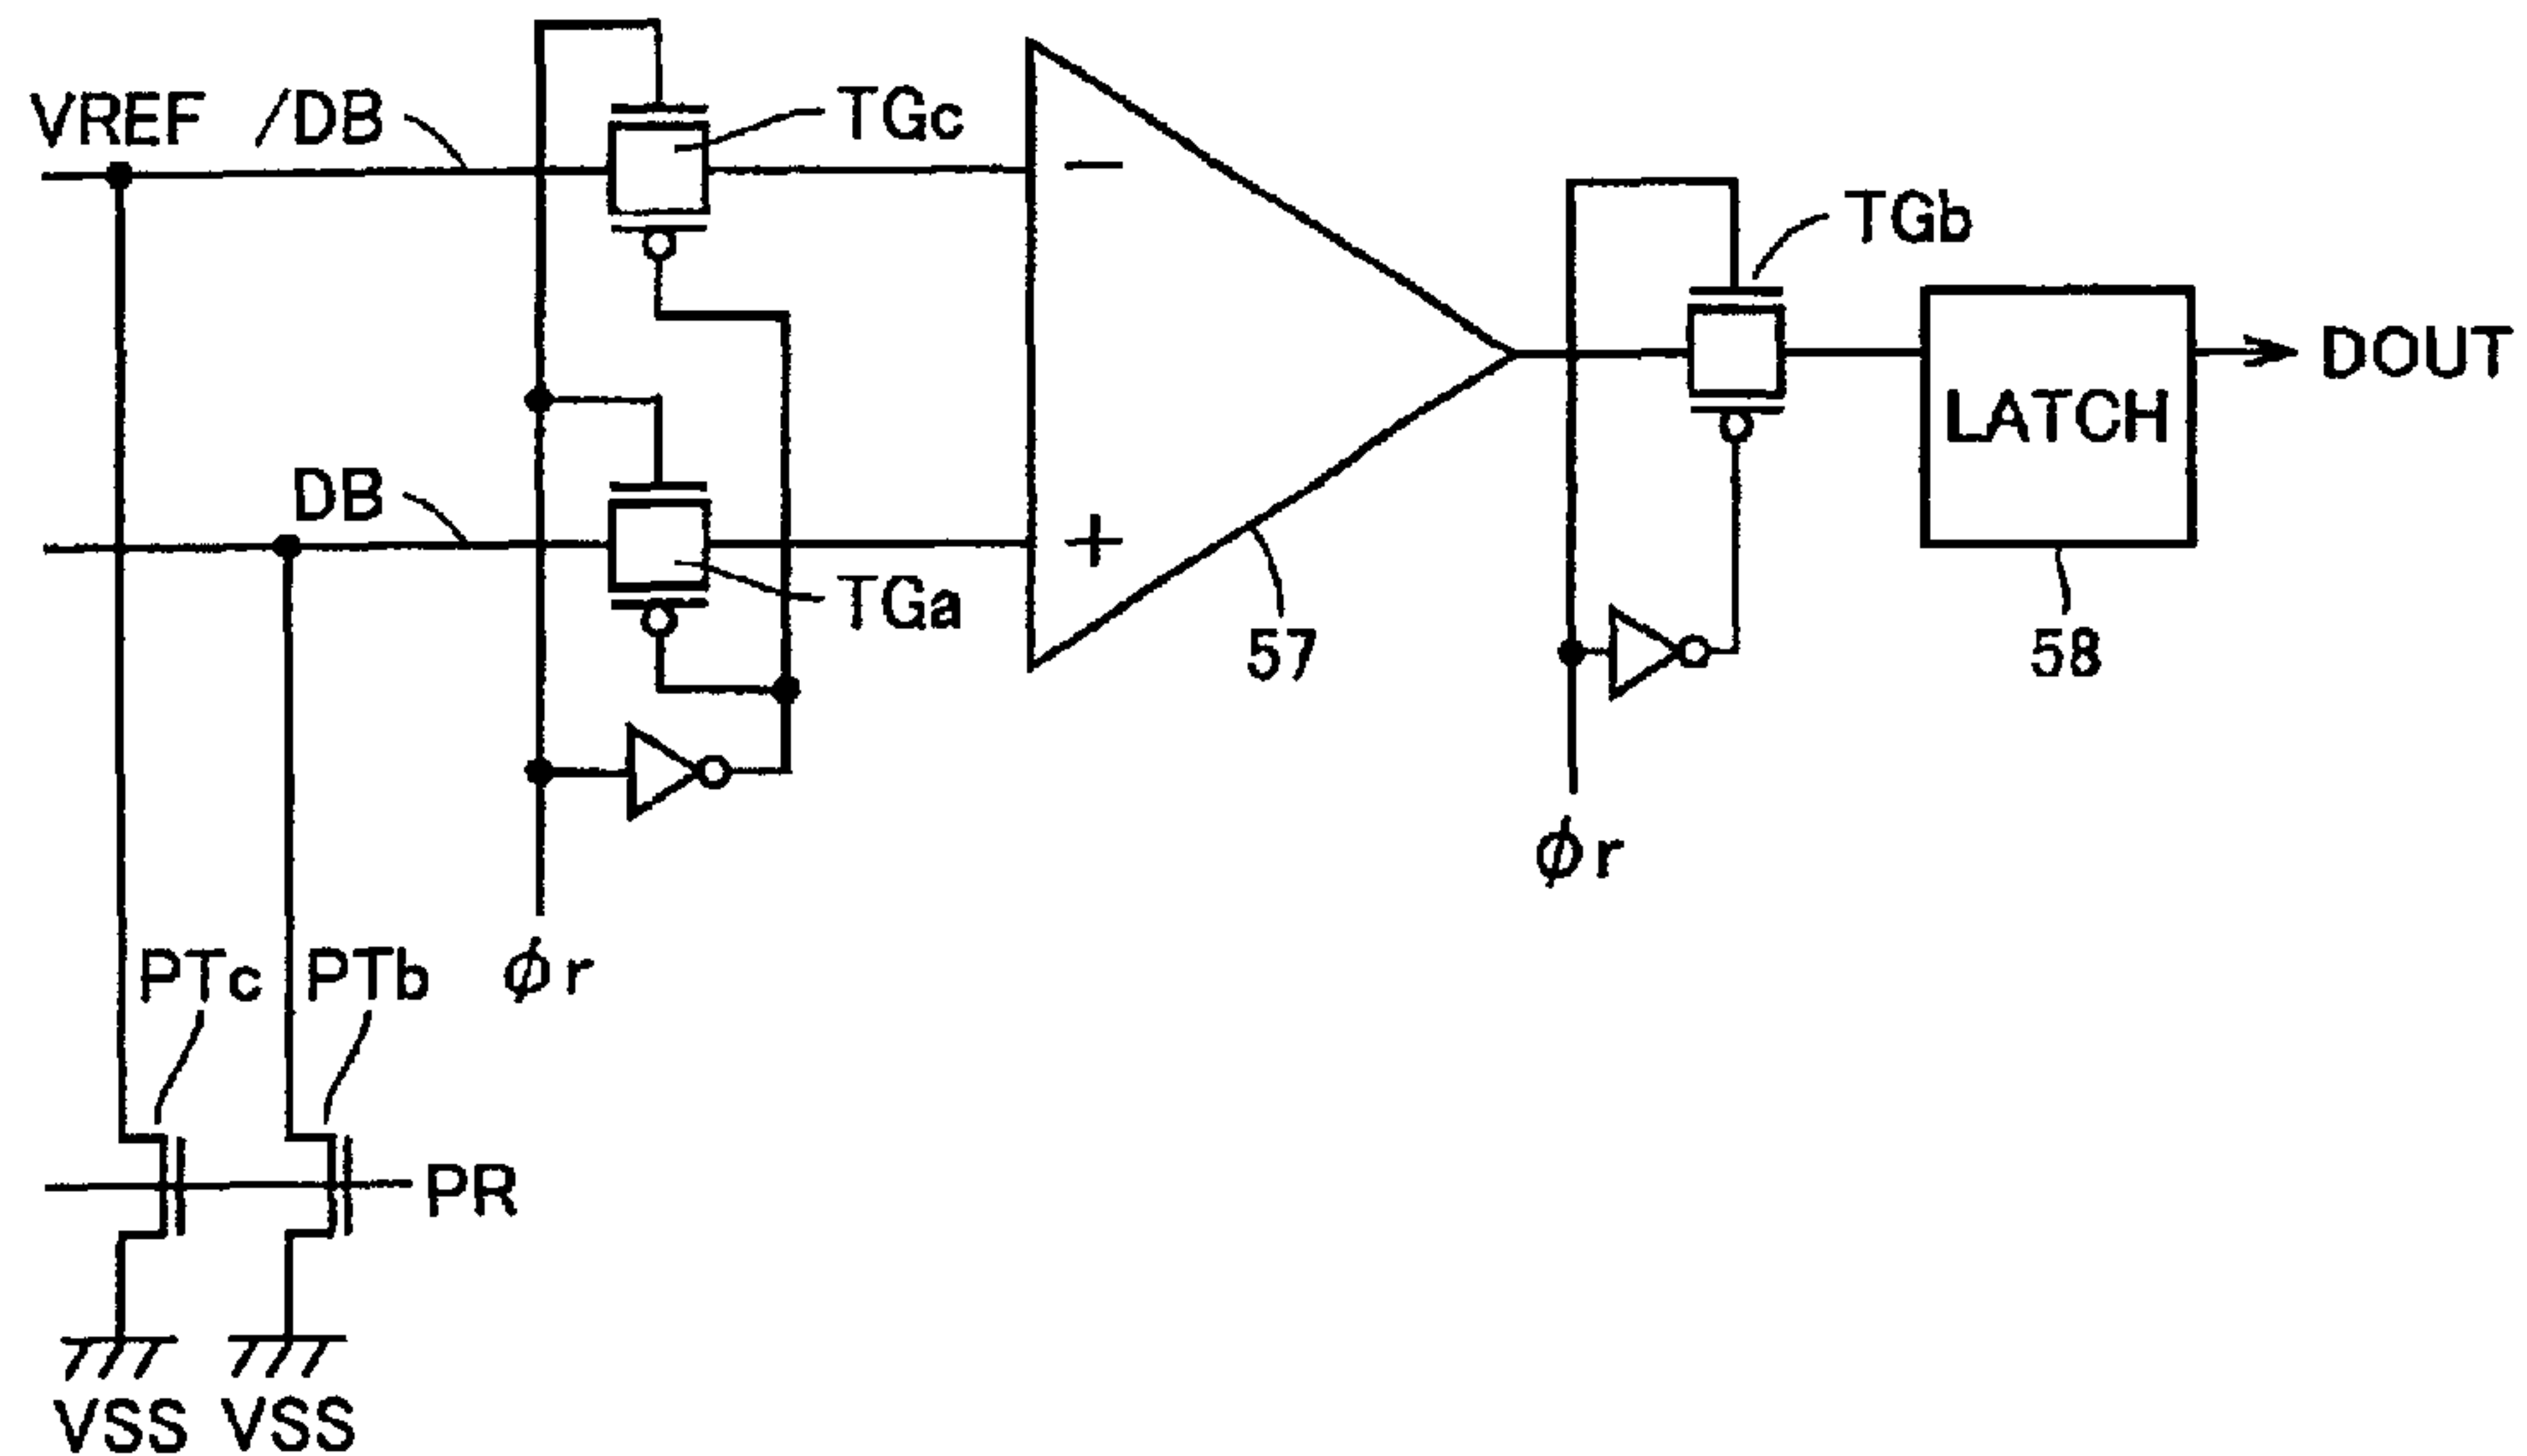 VREF /DB
TGc
−
TGb
DOUT
LATCH
DB
+
TGa
57
58
φr
φr
PTc PTb
PR
VSS VSS